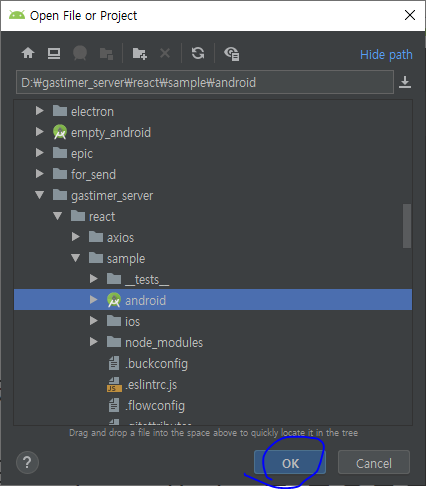 Open File or Project
Hide path
D:₩gastimer_server₩react₩sample₩android
electron
empty_android
epic
for_send
gastimer_server
react
axios
sample
__tests__
android
ios
node_modules
.buckconfig
.eslintrc.js
.flowconfig
.gitattributes
Drag and drop a file into the space above to quickly locate it in the tree
? OK Cancel